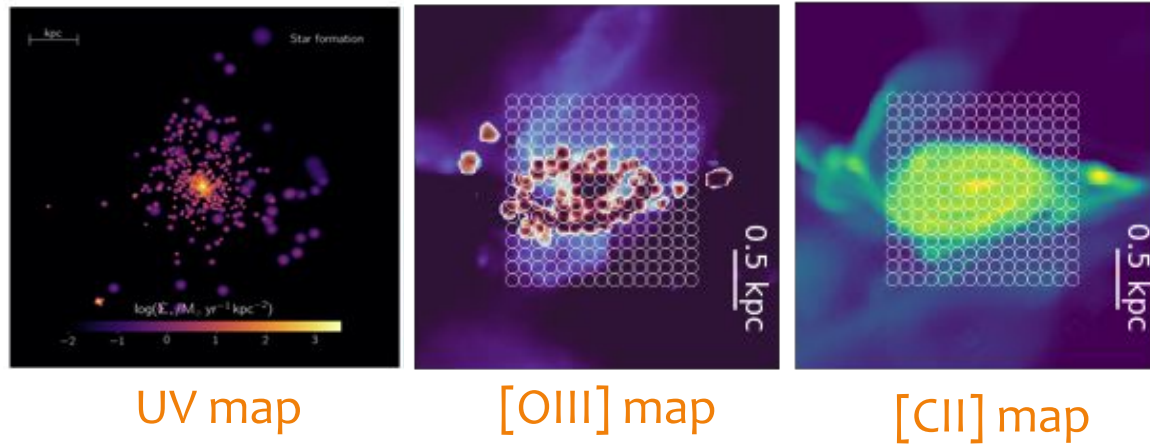 kpc
Star formation
log( M yr⁻¹ kpc⁻²)
−2 −1 0 1 2 3
0.5 kpc
0.5 kpc
UV map
[OIII] map
[CII] map